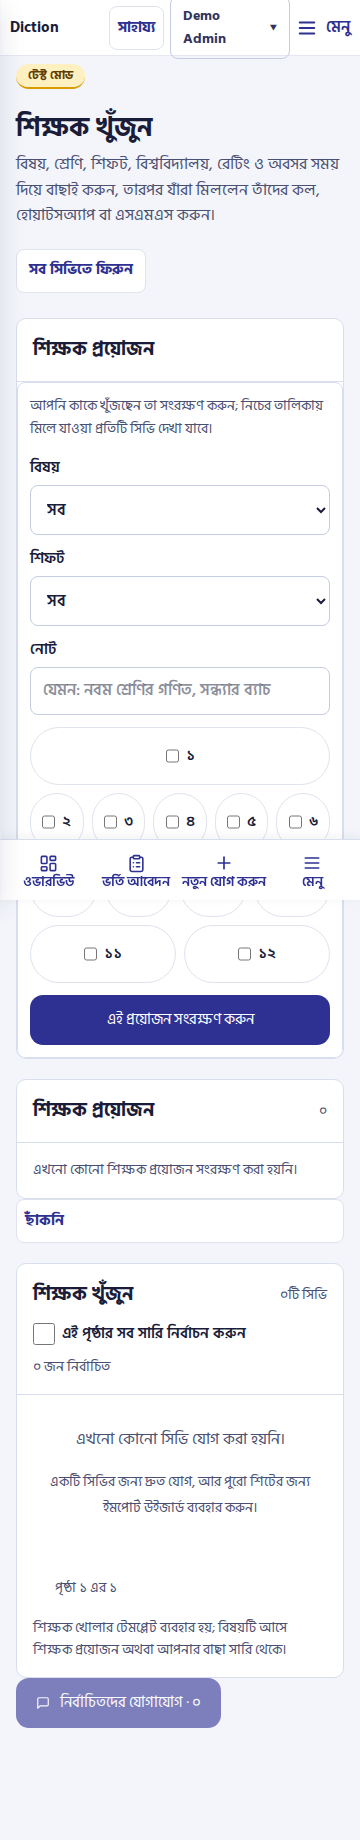 Diction
সাহায্য
Demo
Admin
মেনু
টেস্ট মোড
শিক্ষক খুঁজুন
বিষয়, শ্রেণি, শিফট, বিশ্ববিদ্যালয়, রেটিং ও অবসর সময়
দিয়ে বাছাই করুন, তারপর যাঁরা মিললেন তাঁদের কল,
হোয়াটসঅ্যাপ বা এসএমএস করুন।
সব সিভিতে ফিরুন
শিক্ষক প্রয়োজন
আপনি কাকে খুঁজছেন তা সংরক্ষণ করুন; নিচের তালিকায়
মিলে যাওয়া প্রতিটি সিভি দেখা যাবে।
বিষয়
সব
শিফট
সব
নোট
যেমন: নবম শ্রেণির গণিত, সন্ধ্যার ব্যাচ
১
২ ৩ ৪ ৫ ৬
ওভারভিউ ভর্তি আবেদন নতুন যোগ করুন মেনু
১১ ১২
এই প্রয়োজন সংরক্ষণ করুন
শিক্ষক প্রয়োজন ০
এখনো কোনো শিক্ষক প্রয়োজন সংরক্ষণ করা হয়নি।
ছাঁকনি
শিক্ষক খুঁজুন ০টি সিভি
এই পৃষ্ঠার সব সারি নির্বাচন করুন
০ জন নির্বাচিত
এখনো কোনো সিভি যোগ করা হয়নি।
একটি সিভির জন্য দ্রুত যোগ, আর পুরো শিটের জন্য
ইমপোর্ট উইজার্ড ব্যবহার করুন।
পৃষ্ঠা ১ এর ১
শিক্ষক খোলার টেমপ্লেট ব্যবহার হয়; বিষয়টি আসে
শিক্ষক প্রয়োজন অথবা আপনার বাছা সারি থেকে।
নির্বাচিতদের যোগাযোগ · ০